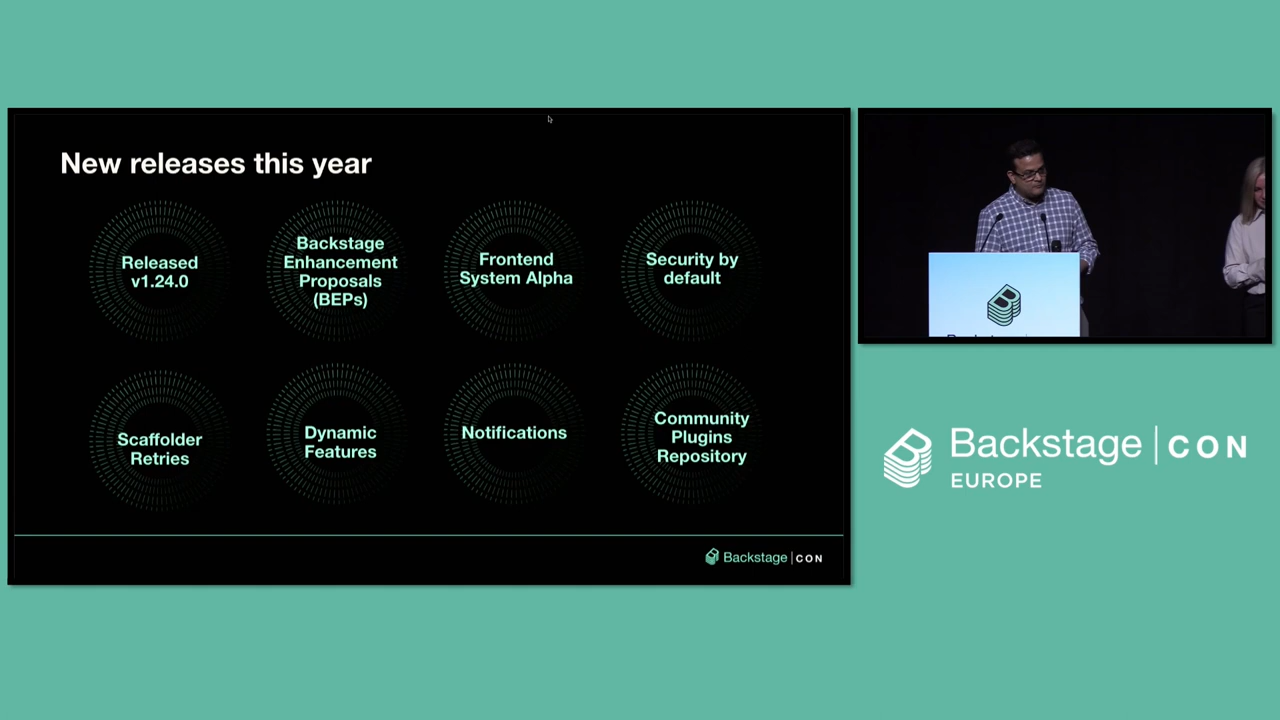 New releases this year
Released
v1.24.0
Backstage
Enhancement
Proposals
(BEPs)
Frontend
System Alpha
Security by
default
Scaffolder
Retries
Dynamic
Features
Notifications
Community
Plugins
Repository
Backstage | CON
Backstage | CON
EUROPE